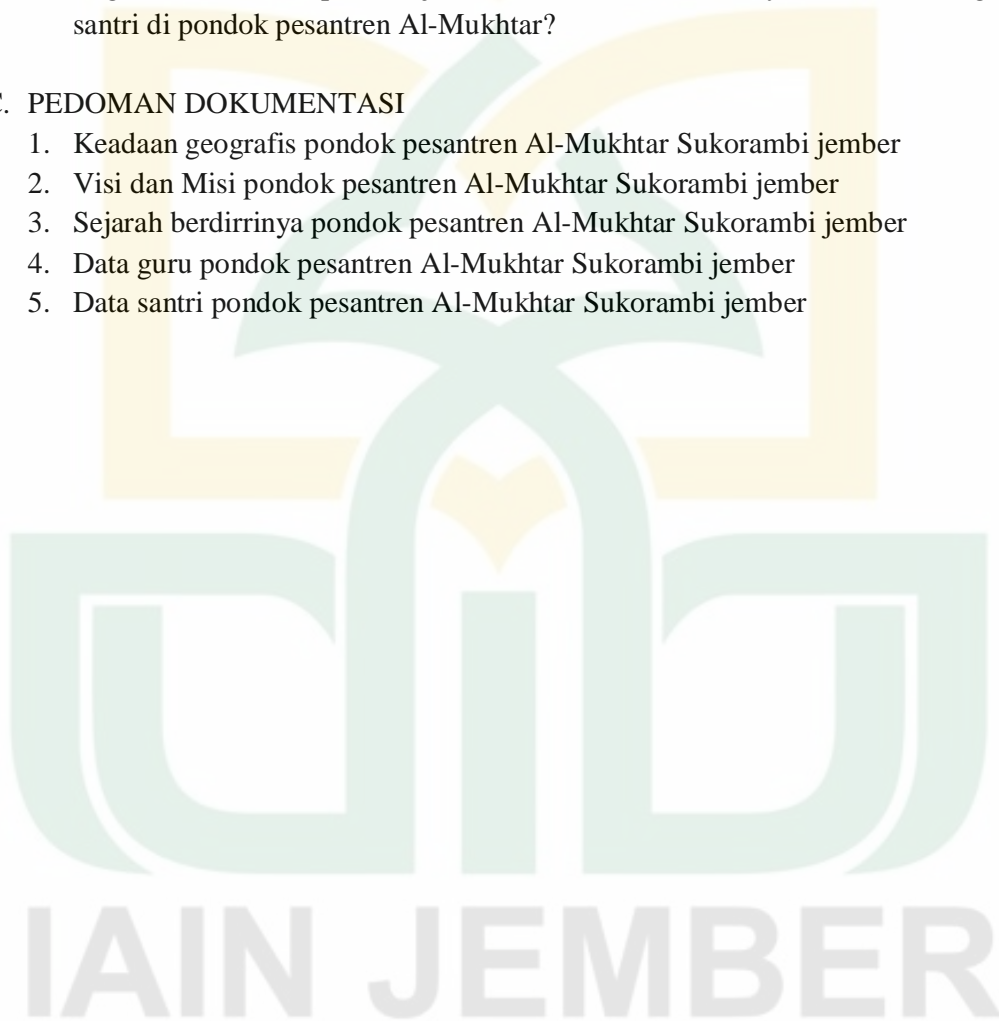 santri di pondok pesantren Al-Mukhtar?
C. PEDOMAN DOKUMENTASI
1. Keadaan geografis pondok pesantren Al-Mukhtar Sukorambi jember
2. Visi dan Misi pondok pesantren Al-Mukhtar Sukorambi jember
3. Sejarah berdirrinya pondok pesantren Al-Mukhtar Sukorambi jember
4. Data guru pondok pesantren Al-Mukhtar Sukorambi jember
5. Data santri pondok pesantren Al-Mukhtar Sukorambi jember
IAIN JEMBER